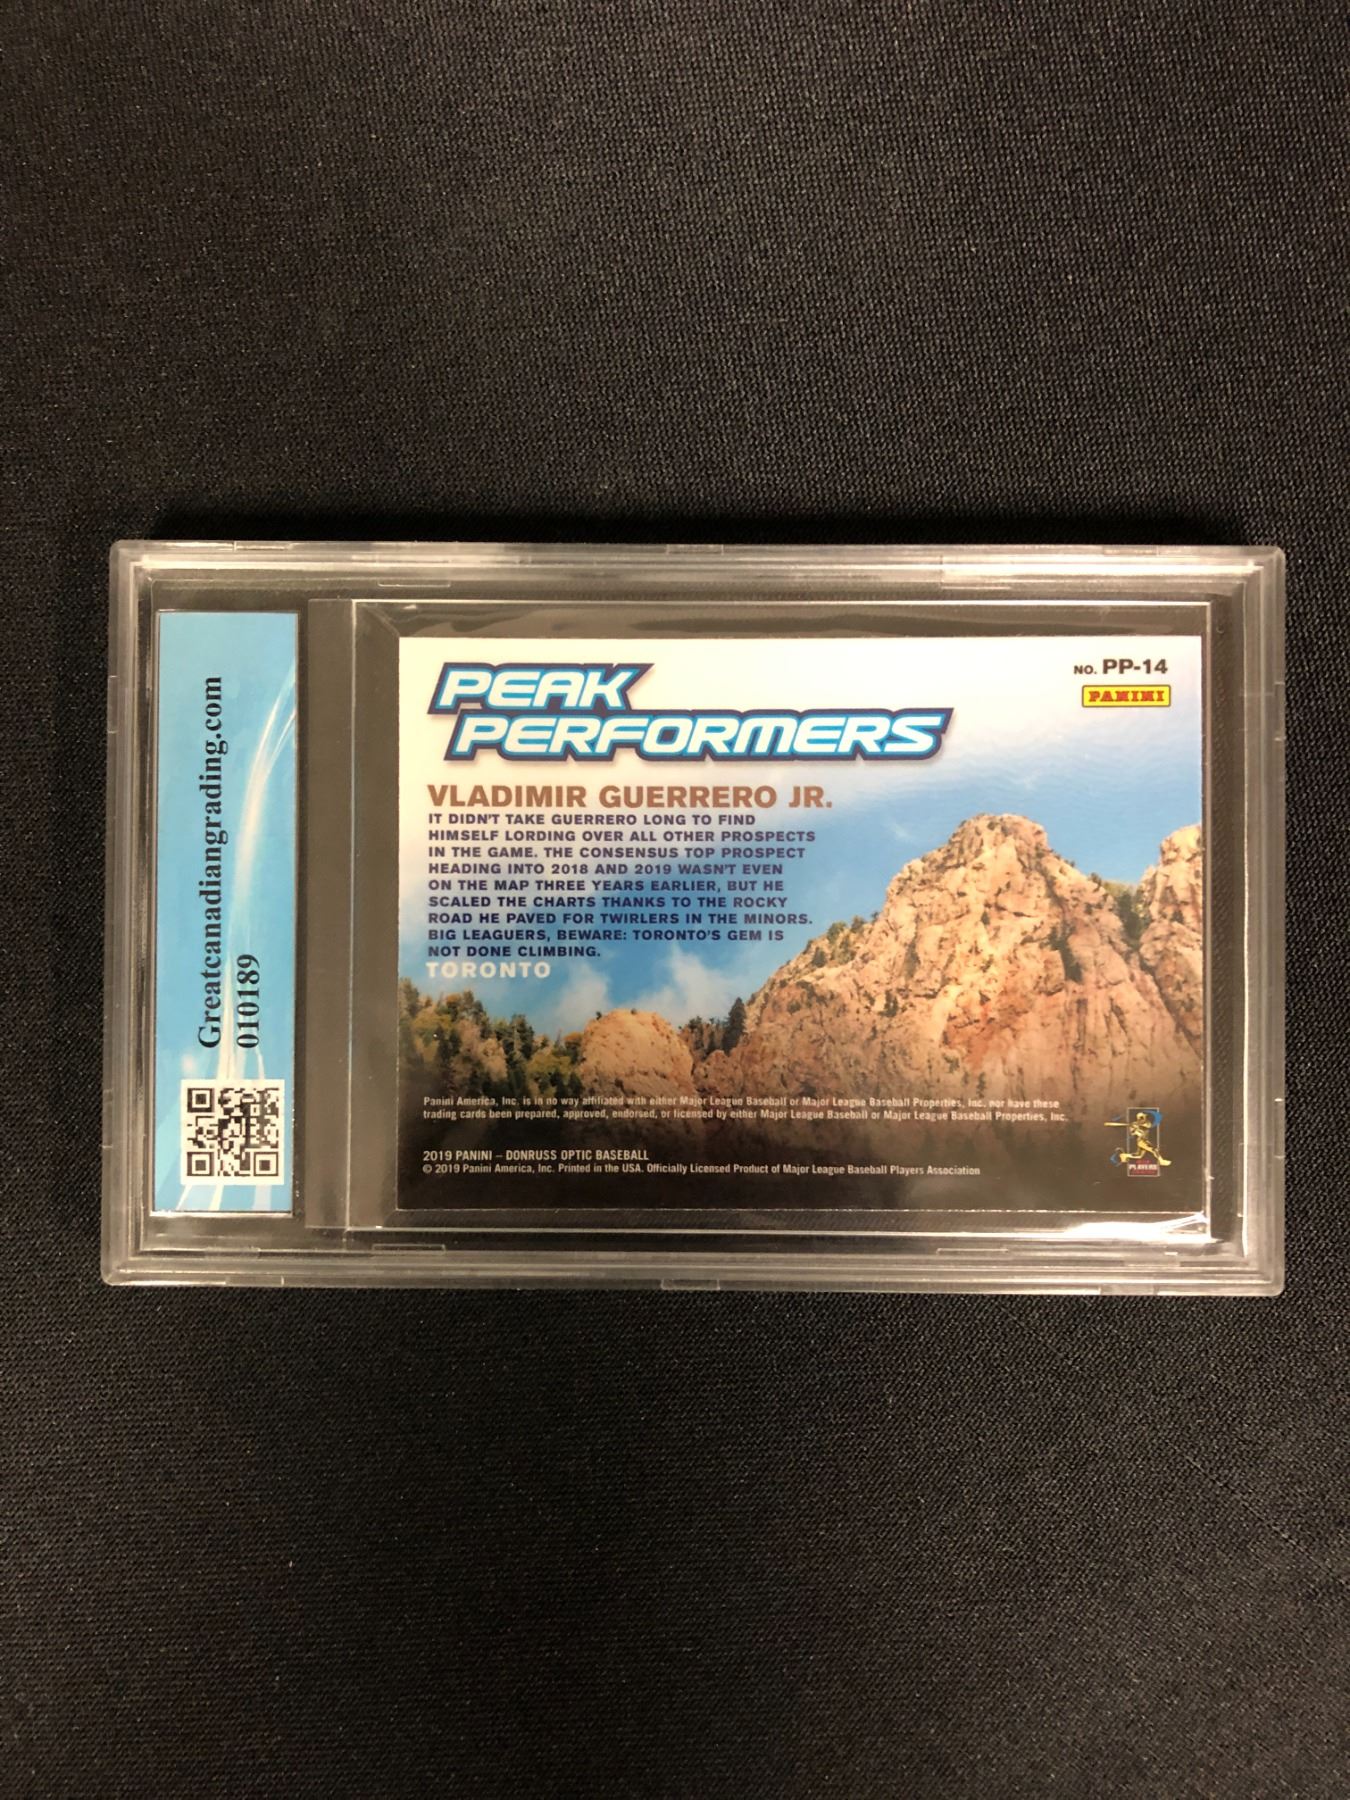 Greatcanadiangrading.com
010189
PEAK
PERFORMERS
NO. PP-14
PANINI
VLADIMIR GUERRERO JR.
IT DIDN'T TAKE GUERRERO LONG TO FIND
HIMSELF LORDING OVER ALL OTHER PROSPECTS
IN THE GAME. THE CONSENSUS TOP PROSPECT
HEADING INTO 2018 AND 2019 WASN'T EVEN
ON THE MAP THREE YEARS EARLIER, BUT HE
SCALED THE CHARTS THANKS TO THE ROCKY
ROAD HE PAVED FOR TWIRLERS IN THE MINORS.
BIG LEAGUERS, BEWARE: TORONTO'S GEM IS
NOT DONE CLIMBING.
TORONTO
Panini America, Inc. is in no way affiliated with either Major League Baseball or Major League Baseball Properties, Inc. nor have these
trading cards been prepared, approved, endorsed, or licensed by either Major League Baseball or Major League Baseball Properties, Inc.
2019 PANINI – DONRUSS OPTIC BASEBALL
© 2019 Panini America, Inc. Printed in the USA. Officially Licensed Product of Major League Baseball Players Association
PLAYERS